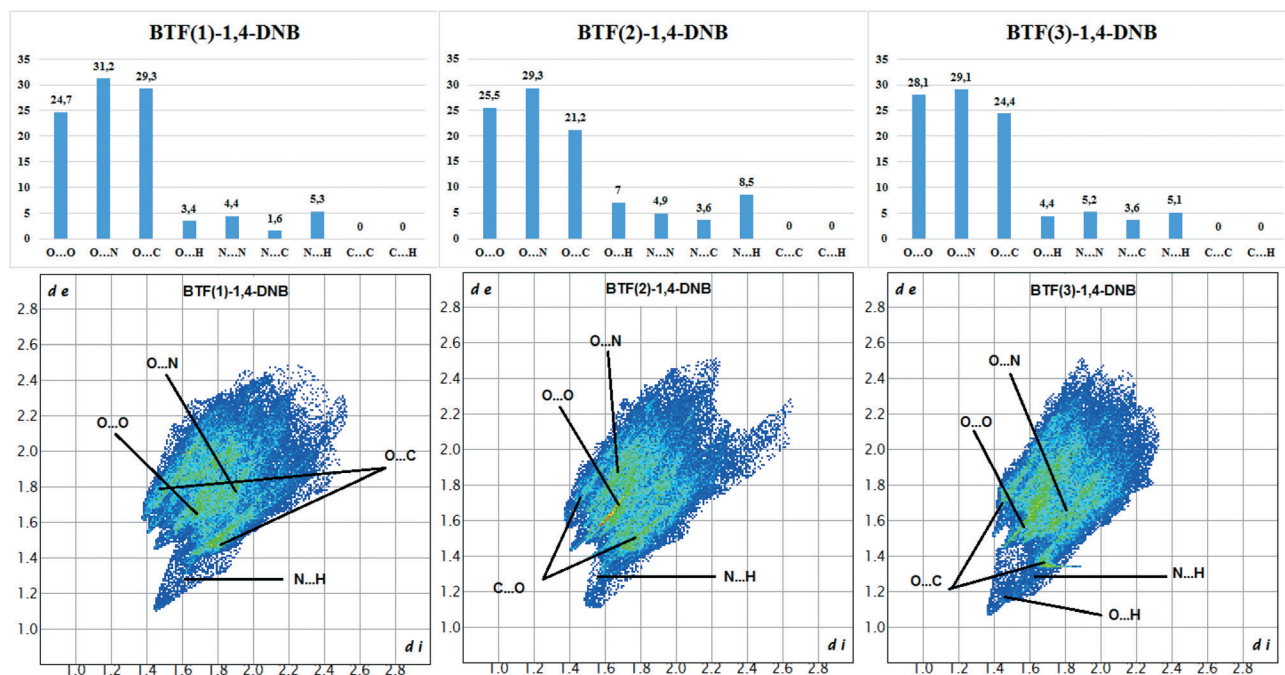 BTF(1)-1,4-DNB
35
30
25
20
15
10
5
0
24,7
31,2
29,3
3,4
4,4
1,6
5,3
0
0
O...O O...N O...C O...H N...N N...C N...H C...C C...H
BTF(2)-1,4-DNB
35
30
25
20
15
10
5
0
25,5
29,3
21,2
7
4,9
3,6
8,5
0
0
O...O O...N O...C O...H N...N N...C N...H C...C C...H
BTF(3)-1,4-DNB
35
30
25
20
15
10
5
0
28,1
29,1
24,4
4,4
5,2
3,6
5,1
0
0
O...O O...N O...C O...H N...N N...C N...H C...C C...H
d e
BTF(1)-1,4-DNB
2.8
2.6
2.4
2.2
2.0
1.8
1.6
1.4
1.2
1.0
O...N
O...O
O...C
N...H
d i
1.0 1.2 1.4 1.6 1.8 2.0 2.2 2.4 2.6 2.8
d e
BTF(2)-1,4-DNB
2.8
2.6
2.4
2.2
2.0
1.8
1.6
1.4
1.2
1.0
O...N
O...O
C...O
N...H
d i
1.0 1.2 1.4 1.6 1.8 2.0 2.2 2.4 2.6 2.8
d e
BTF(3)-1,4-DNB
2.8
2.6
2.4
2.2
2.0
1.8
1.6
1.4
1.2
1.0
O...N
O...O
O...C
N...H
O...H
d i
1.0 1.2 1.4 1.6 1.8 2.0 2.2 2.4 2.6 2.8